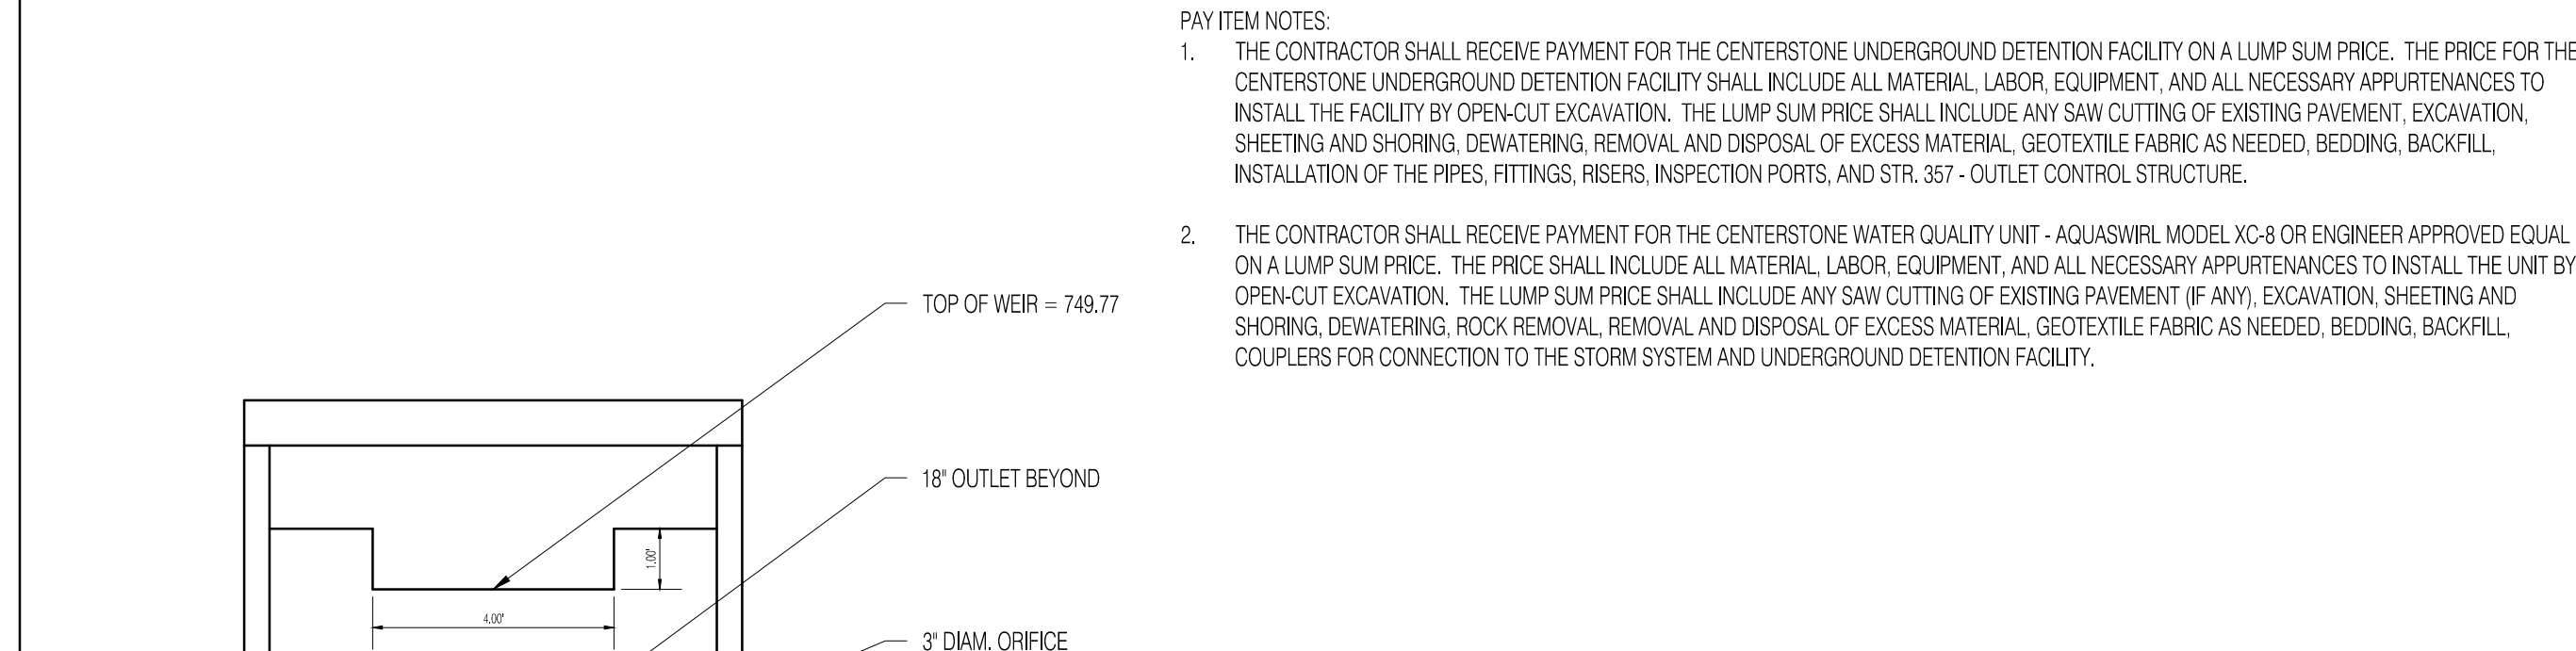 PAY ITEM NOTES:
1. THE CONTRACTOR SHALL RECEIVE PAYMENT FOR THE CENTERSTONE UNDERGROUND DETENTION FACILITY ON A LUMP SUM PRICE. THE PRICE FOR THE
CENTERSTONE UNDERGROUND DETENTION FACILITY SHALL INCLUDE ALL MATERIAL, LABOR, EQUIPMENT, AND ALL NECESSARY APPURTENANCES TO
INSTALL THE FACILITY BY OPEN-CUT EXCAVATION. THE LUMP SUM PRICE SHALL INCLUDE ANY SAW CUTTING OF EXISTING PAVEMENT, EXCAVATION,
SHEETING AND SHORING, DEWATERING, REMOVAL AND DISPOSAL OF EXCESS MATERIAL, GEOTEXTILE FABRIC AS NEEDED, BEDDING, BACKFILL,
INSTALLATION OF THE PIPES, FITTINGS, RISERS, INSPECTION PORTS, AND STR. 357 - OUTLET CONTROL STRUCTURE.
2. THE CONTRACTOR SHALL RECEIVE PAYMENT FOR THE CENTERSTONE WATER QUALITY UNIT - AQUASWIRL MODEL XC-8 OR ENGINEER APPROVED EQUAL
ON A LUMP SUM PRICE. THE PRICE SHALL INCLUDE ALL MATERIAL, LABOR, EQUIPMENT, AND ALL NECESSARY APPURTENANCES TO INSTALL THE UNIT BY
OPEN-CUT EXCAVATION. THE LUMP SUM PRICE SHALL INCLUDE ANY SAW CUTTING OF EXISTING PAVEMENT (IF ANY), EXCAVATION, SHEETING AND
SHORING, DEWATERING, ROCK REMOVAL, REMOVAL AND DISPOSAL OF EXCESS MATERIAL, GEOTEXTILE FABRIC AS NEEDED, BEDDING, BACKFILL,
COUPLERS FOR CONNECTION TO THE STORM SYSTEM AND UNDERGROUND DETENTION FACILITY.
TOP OF WEIR = 749.77
18" OUTLET BEYOND
1.00'
4.00'
3" DIAM. ORIFICE